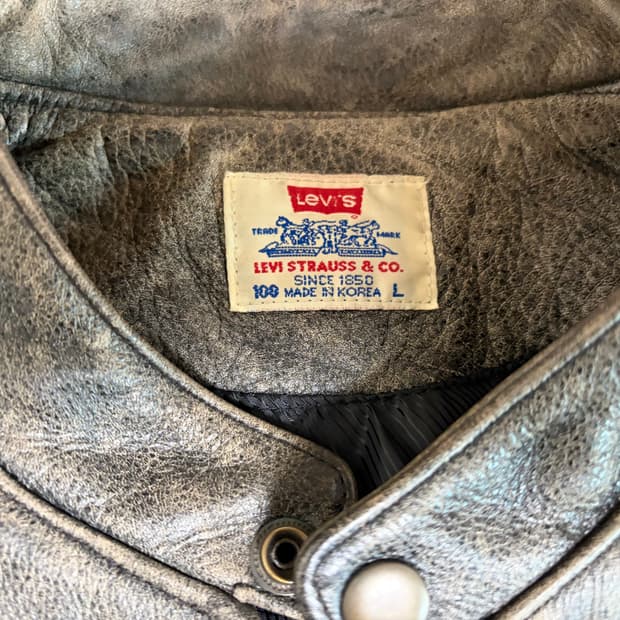 LEVI'S
TRADE MARK
LEVI STRAUSS & CO.
SINCE 1850
100 MADE IN KOREA L